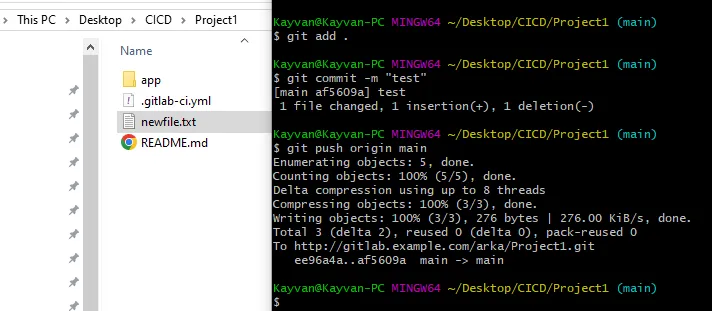 This PC > Desktop > CICD > Project1
Name
app
.gitlab-ci.yml
newfile.txt
README.md
Kayvan@Kayvan-PC MINGW64 ~/Desktop/CICD/Project1 (main)
$ git add .
Kayvan@Kayvan-PC MINGW64 ~/Desktop/CICD/Project1 (main)
$ git commit -m "test"
[main af5609a] test
1 file changed, 1 insertion(+), 1 deletion(-)
Kayvan@Kayvan-PC MINGW64 ~/Desktop/CICD/Project1 (main)
$ git push origin main
Enumerating objects: 5, done.
Counting objects: 100% (5/5), done.
Delta compression using up to 8 threads
Compressing objects: 100% (3/3), done.
Writing objects: 100% (3/3), 276 bytes | 276.00 KiB/s, done.
Total 3 (delta 2), reused 0 (delta 0), pack-reused 0
To http://gitlab.example.com/arka/Project1.git
ee96a4a..af5609a  main -> main
Kayvan@Kayvan-PC MINGW64 ~/Desktop/CICD/Project1 (main)
$